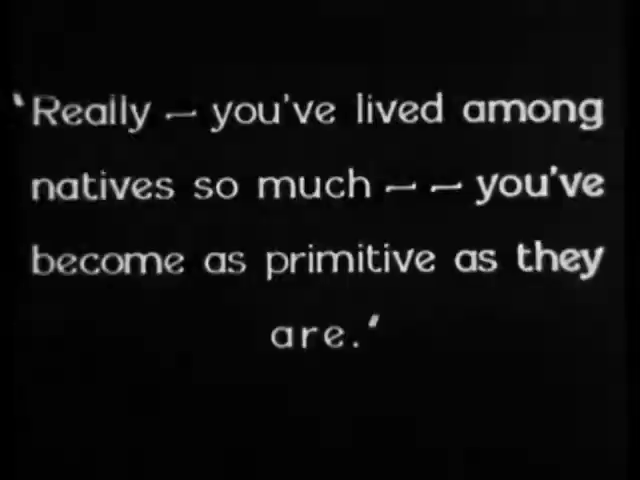 ‘Really — you've lived among
natives so much — — you've
become as primitive as they
are.’